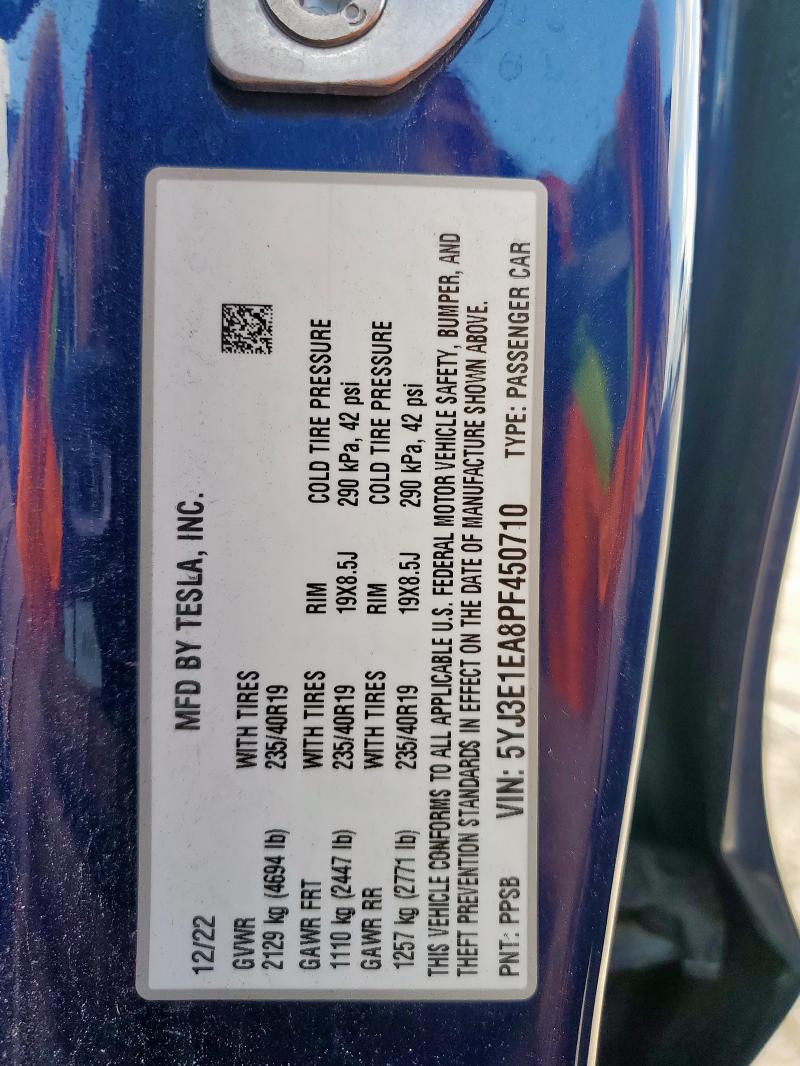 MFD BY TESLA, INC.
12/22
GVWR WITH TIRES
2129 kg (4694 lb) 235/40R19
GAWR FRT WITH TIRES RIM COLD TIRE PRESSURE
1110 kg (2447 lb) 235/40R19 19X8.5J 290 kPa, 42 psi
GAWR RR WITH TIRES RIM COLD TIRE PRESSURE
1257 kg (2771 lb) 235/40R19 19X8.5J 290 kPa, 42 psi
THIS VEHICLE CONFORMS TO ALL APPLICABLE U.S. FEDERAL MOTOR VEHICLE SAFETY, BUMPER, AND
THEFT PREVENTION STANDARDS IN EFFECT ON THE DATE OF MANUFACTURE SHOWN ABOVE.
PNT: PPSB VIN: 5YJ3E1EA8PF450710 TYPE: PASSENGER CAR